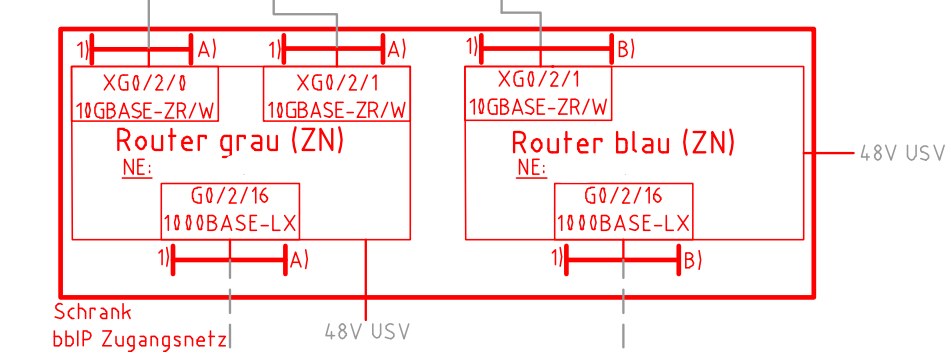 1) A) 1) A) 1) B)
XG0/2/0 XG0/2/1 XG0/2/1
10GBASE-ZR/W 10GBASE-ZR/W 10GBASE-ZR/W
Router grau (ZN) Router blau (ZN)
48V USV
NE: NE:
G0/2/16 G0/2/16
1000BASE-LX 1000BASE-LX
1) A) 1) B)
Schrank
48V USV
bbIP Zugangsnetz